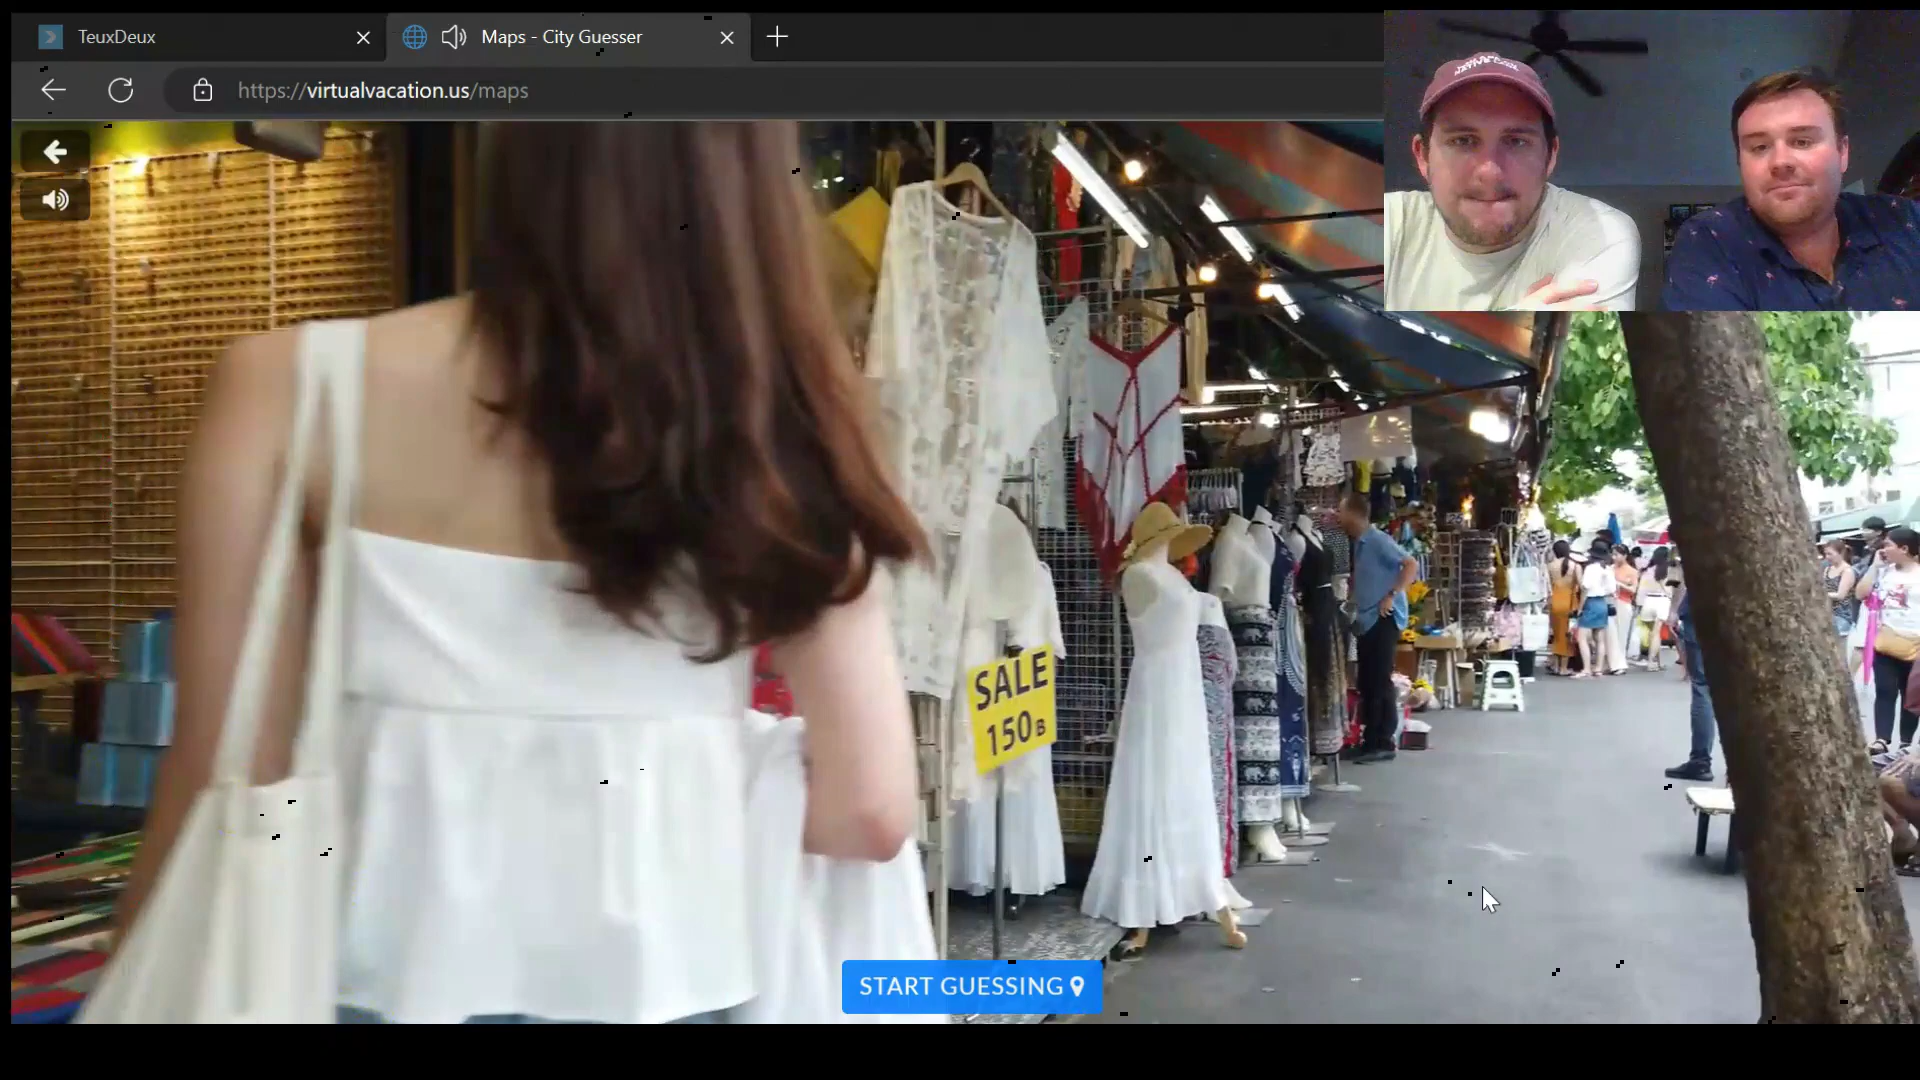 TeuxDeux
Maps - City Guesser
https://virtualvacation.us/maps
SALE
150B
START GUESSING